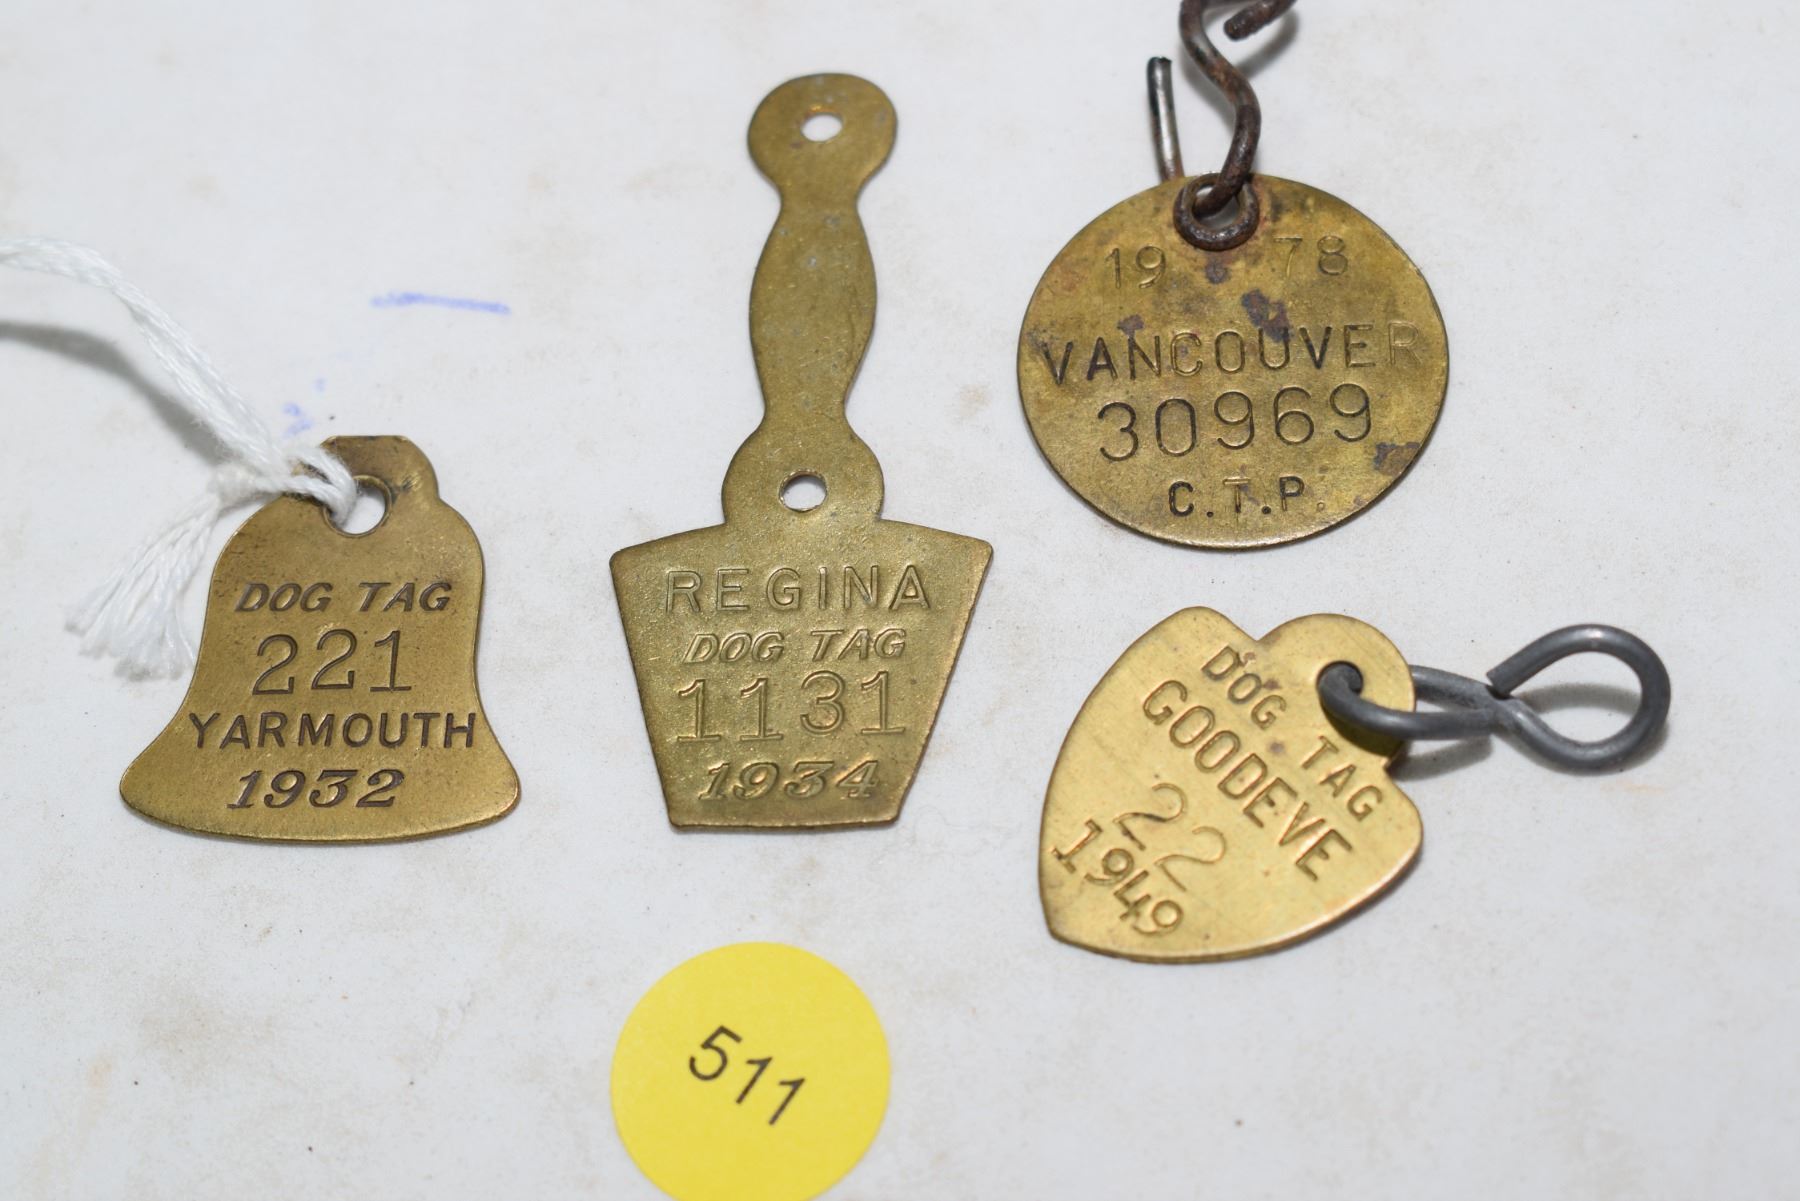 DOG TAG
221
YARMOUTH
1932
REGINA
DOG TAG
1131
1934
19 78
VANCOUVER
30969
C.T.P.
DOG TAG
GOODEVE
22
1949
511